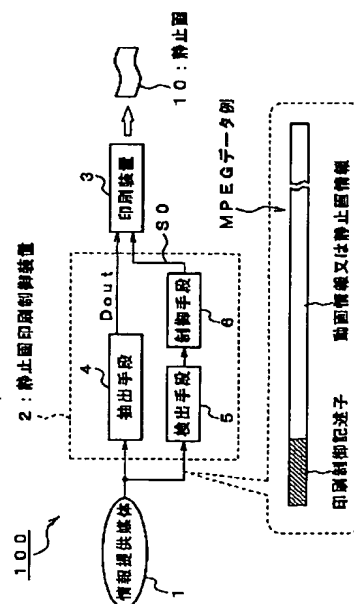 100
2:静止画印刷制御装置
1
情報提供媒体
4
抽出手段
Dout
3
印刷装置
10:静止画
検出手段
5
制御手段
6
S0
MPEGデータ例
印刷制御記述子
動画情報又は静止画情報